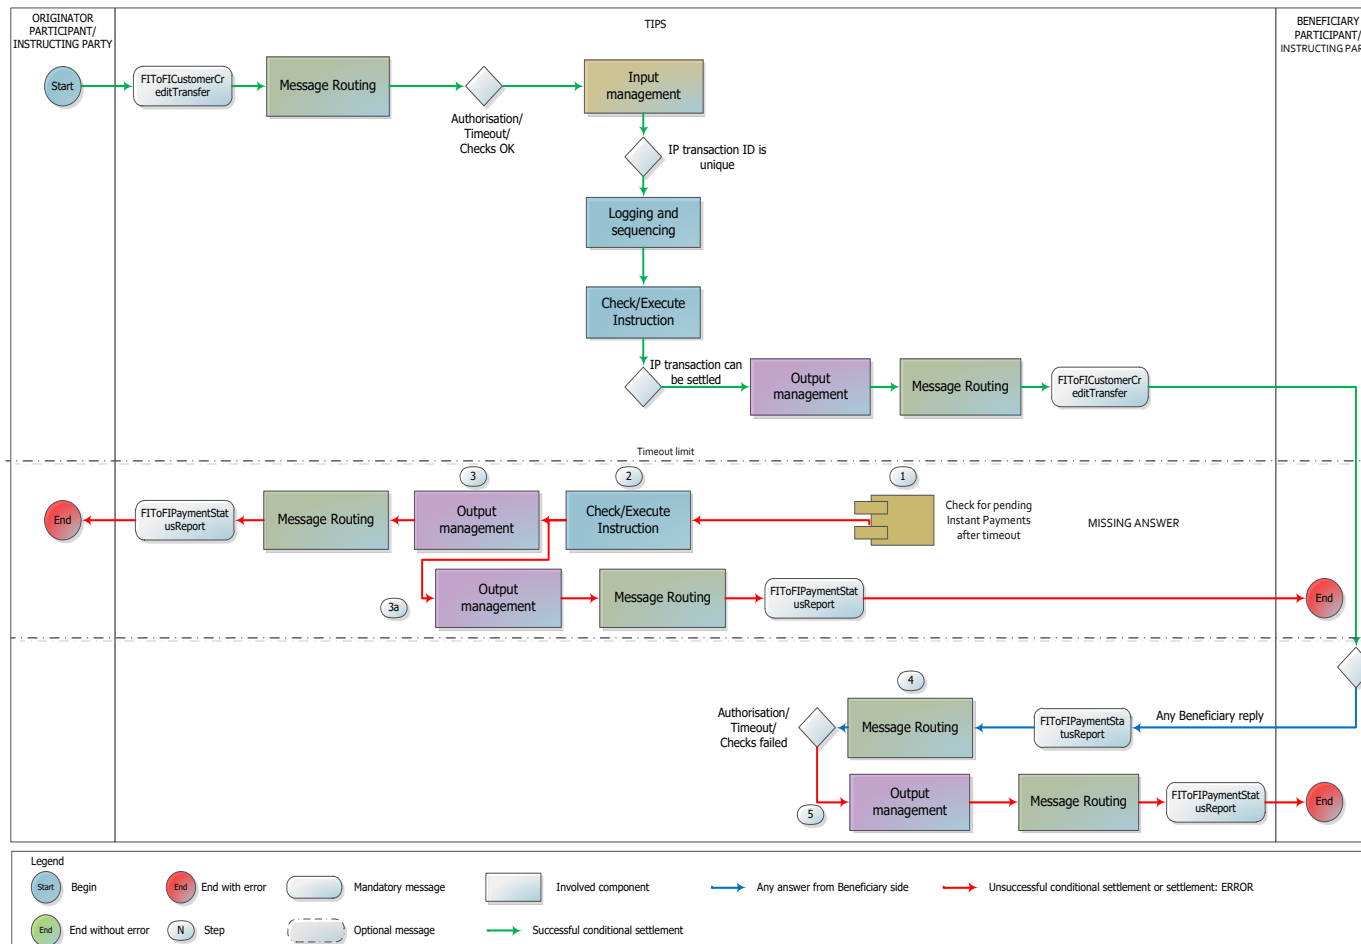 ORIGINATOR
PARTICIPANT/
INSTRUCTING PARTY
TIPS
BENEFICIARY
PARTICIPANT/
INSTRUCTING PAR
Start
FIToFICustomerCr
editTransfer
Message Routing
Authorisation/
Timeout/
Checks OK
Input
management
IP transaction ID is
unique
Logging and
sequencing
Check/Execute
Instruction
IP transaction can
be settled
Output
management
Message Routing
FIToFICustomerCr
editTransfer
Timeout limit
3
2
1
End
FIToFIPaymentStat
usReport
Message Routing
Output
management
Check/Execute
Instruction
Check for pending
Instant Payments
after timeout
MISSING ANSWER
3a
Output
management
Message Routing
FIToFIPaymentStat
usReport
End
4
Authorisation/
Timeout/
Checks failed
Message Routing
FIToFIPaymentSta
tusReport
Any Beneficiary reply
5
Output
management
Message Routing
FIToFIPaymentStat
usReport
End
Legend
Start
Begin
End
End with error
Mandatory message
Involved component
Any answer from Beneficiary side
Unsuccessful conditional settlement or settlement: ERROR
End
End without error
N
Step
Optional message
Successful conditional settlement